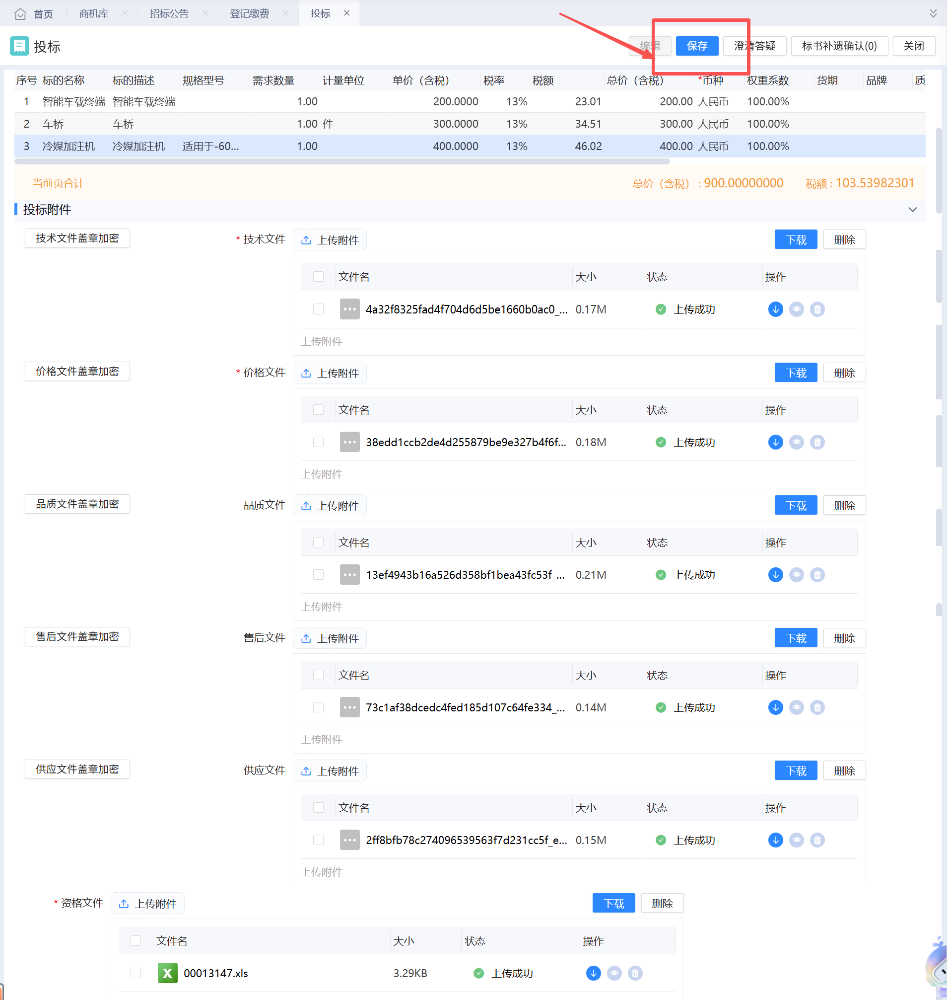 首页 商机库 招标公告 登记缴费 投标
投标 编辑 保存 澄清答疑 标书补遗确认(0) 关闭
序号 标的名称 标的描述 规格型号 需求数量 计量单位 单价（含税） 税率 税额 总价（含税） *币种 权重系数 货期 品牌 质
1 智能车载终端 智能车载终端 1.00 200.0000 13% 23.01 200.00 人民币 100.00%
2 车桥 车桥 1.00 件 300.0000 13% 34.51 300.00 人民币 100.00%
3 冷媒加注机 冷媒加注机 适用于-60... 1.00 400.0000 13% 46.02 400.00 人民币 100.00%
当前页合计 总价（含税）: 900.00000000 税额 : 103.53982301
投标附件
技术文件盖章加密 * 技术文件 上传附件 下载 删除
文件名 大小 状态 操作
4a32f8325fad4f704d6d5be1660b0ac0_... 0.17M 上传成功
上传附件
价格文件盖章加密 * 价格文件 上传附件 下载 删除
文件名 大小 状态 操作
38edd1ccb2de4d255879be9e327b4f6f... 0.18M 上传成功
上传附件
品质文件盖章加密 品质文件 上传附件 下载 删除
文件名 大小 状态 操作
13ef4943b16a526d358bf1bea43fc53f_... 0.21M 上传成功
上传附件
售后文件盖章加密 售后文件 上传附件 下载 删除
文件名 大小 状态 操作
73c1af38dcedc4fed185d107c64fe334_... 0.14M 上传成功
上传附件
供应文件盖章加密 供应文件 上传附件 下载 删除
文件名 大小 状态 操作
2ff8bfb78c274096539563f7d231cc5f_e... 0.15M 上传成功
上传附件
* 资格文件 上传附件 下载 删除
文件名 大小 状态 操作
00013147.xls 3.29KB 上传成功